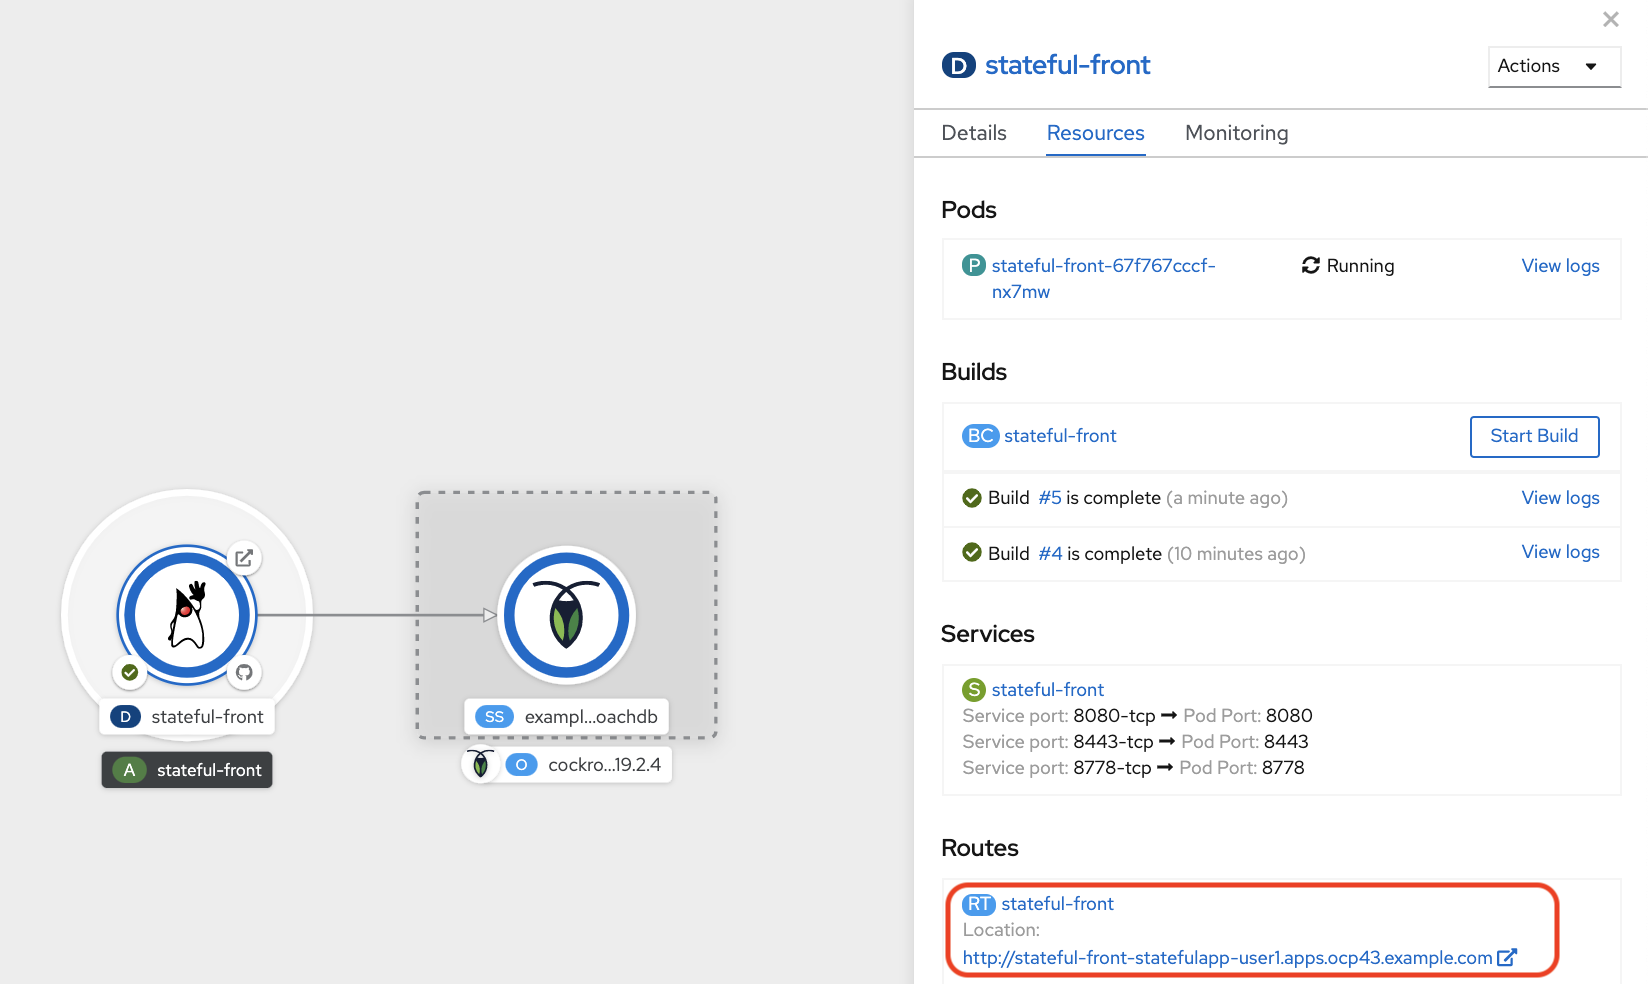 D stateful-front
A stateful-front
SS exampl...oachdb
O cockro...19.2.4
D stateful-front
Actions
Details Resources Monitoring
Pods
P stateful-front-67f767cccf-
nx7mw
Running
View logs
Builds
BC stateful-front
Start Build
Build #5 is complete (a minute ago)
View logs
Build #4 is complete (10 minutes ago)
View logs
Services
S stateful-front
Service port: 8080-tcp ➞ Pod Port: 8080
Service port: 8443-tcp ➞ Pod Port: 8443
Service port: 8778-tcp ➞ Pod Port: 8778
Routes
RT stateful-front
Location:
http://stateful-front-statefulapp-user1.apps.ocp43.example.com